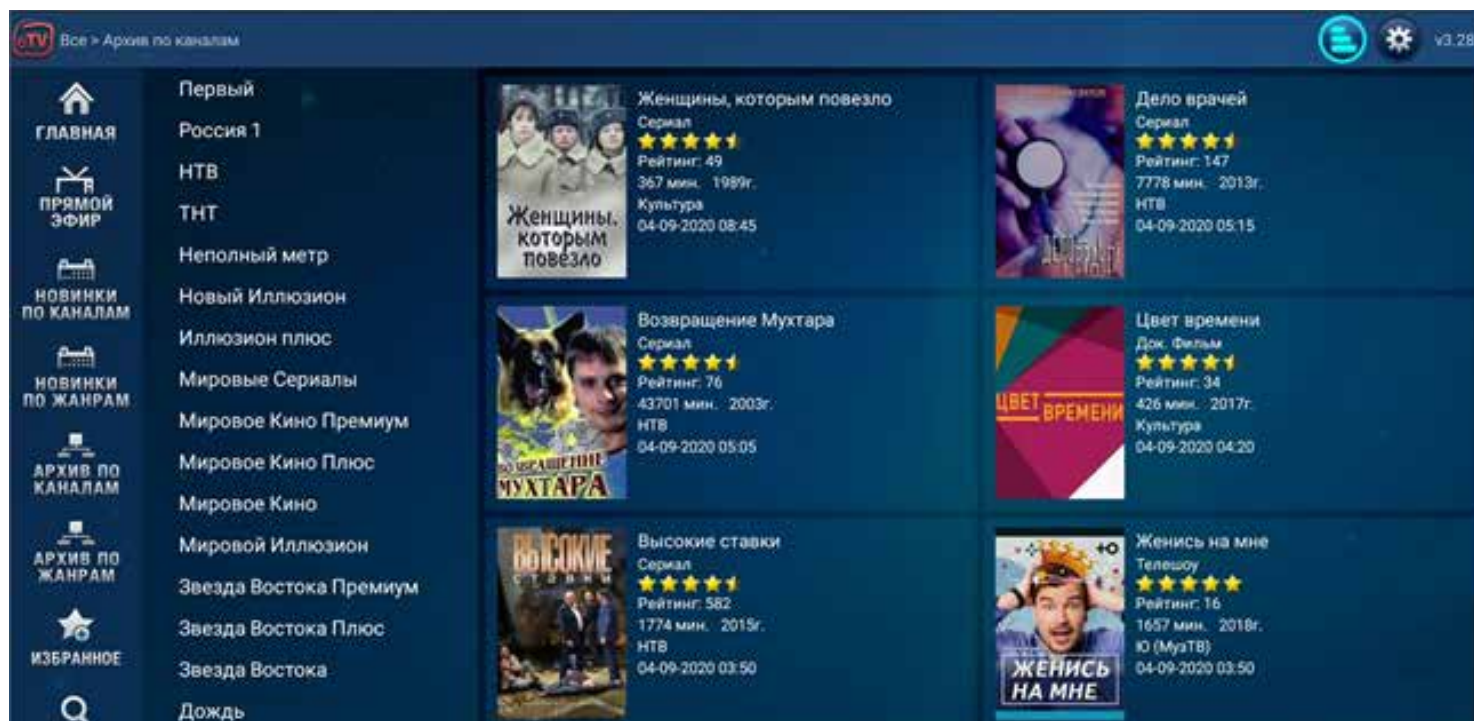 eTV Все > Архив по каналам
v3.28
ГЛАВНАЯ
ПРЯМОЙ
ЭФИР
НОВИНКИ
ПО КАНАЛАМ
НОВИНКИ
ПО ЖАНРАМ
АРХИВ ПО
КАНАЛАМ
АРХИВ ПО
ЖАНРАМ
ИЗБРАННОЕ
Первый
Россия 1
НТВ
ТНТ
Неполный метр
Новый Иллюзион
Иллюзион плюс
Мировые Сериалы
Мировое Кино Премиум
Мировое Кино Плюс
Мировое Кино
Мировой Иллюзион
Звезда Востока Премиум
Звезда Востока Плюс
Звезда Востока
Дождь
Женщины,
которым
повезло
Женщины, которым повезло
Сериал
Рейтинг: 49
367 мин. 1989г.
Культура
04-09-2020 08:45
Дело врачей
Сериал
Рейтинг: 147
7778 мин. 2013г.
НТВ
04-09-2020 05:15
ВОЗВРАЩЕНИЕ
МУХТАРА
Возвращение Мухтара
Сериал
Рейтинг: 76
43701 мин. 2003г.
НТВ
04-09-2020 05:05
ЦВЕТ ВРЕМЕНИ
Цвет времени
Док. Фильм
Рейтинг: 34
426 мин. 2017г.
Культура
04-09-2020 04:20
ВЫСОКИЕ
СТАВКИ
Высокие ставки
Сериал
Рейтинг: 582
1774 мин. 2015г.
НТВ
04-09-2020 03:50
+Ю
ЖЕНИСЬ
НА МНЕ
Женись на мне
Телешоу
Рейтинг: 16
1657 мин. 2018г.
Ю (МузТВ)
04-09-2020 03:50